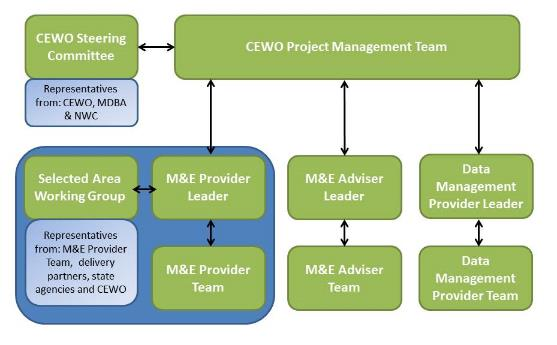 CEWO Steering
Committee
CEWO Project Management Team
Representatives
from: CEWO, MDBA
& NWC
Selected Area
Working Group
M&E Provider
Leader
M&E Adviser
Leader
Data
Management
Provider Leader
Representatives
from: M&E Provider
Team, delivery
partners, state
agencies and CEWO
M&E Provider
Team
M&E Adviser
Team
Data
Management
Provider Team